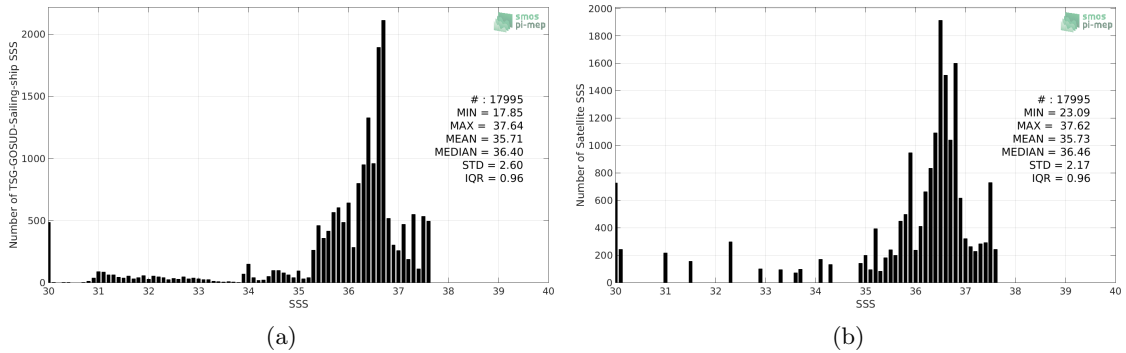 smos
pi-mep
Number of TSG-GOSUD-Sailing-ship SSS
2000
1500
1000
500
0
# : 17995
MIN = 17.85
MAX = 37.64
MEAN = 35.71
MEDIAN = 36.40
STD = 2.60
IQR = 0.96
30 31 32 33 34 35 36 37 38 39 40
SSS
(a)
smos
pi-mep
Number of Satellite SSS
2000
1800
1600
1400
1200
1000
800
600
400
200
0
# : 17995
MIN = 23.09
MAX = 37.62
MEAN = 35.73
MEDIAN = 36.46
STD = 2.17
IQR = 0.96
30 31 32 33 34 35 36 37 38 39 40
SSS
(b)